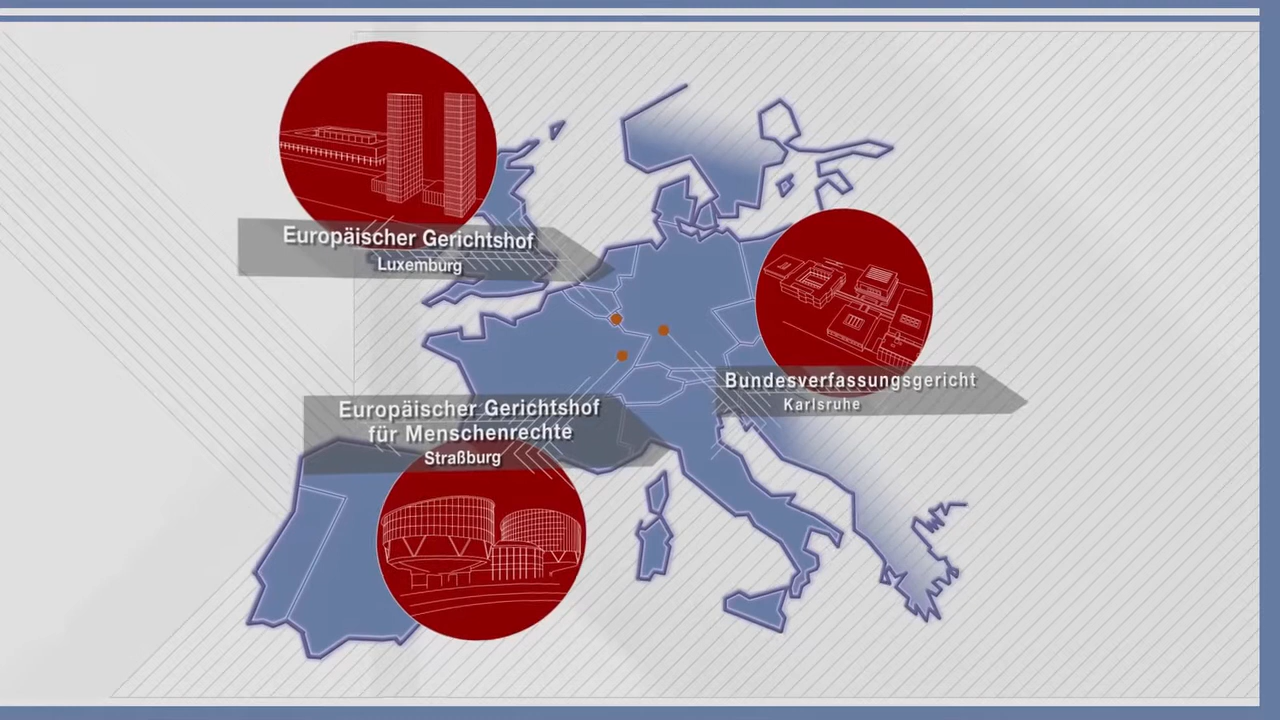 Europäischer Gerichtshof
Luxemburg
Bundesverfassungsgericht
Karlsruhe
Europäischer Gerichtshof
für Menschenrechte
Straßburg